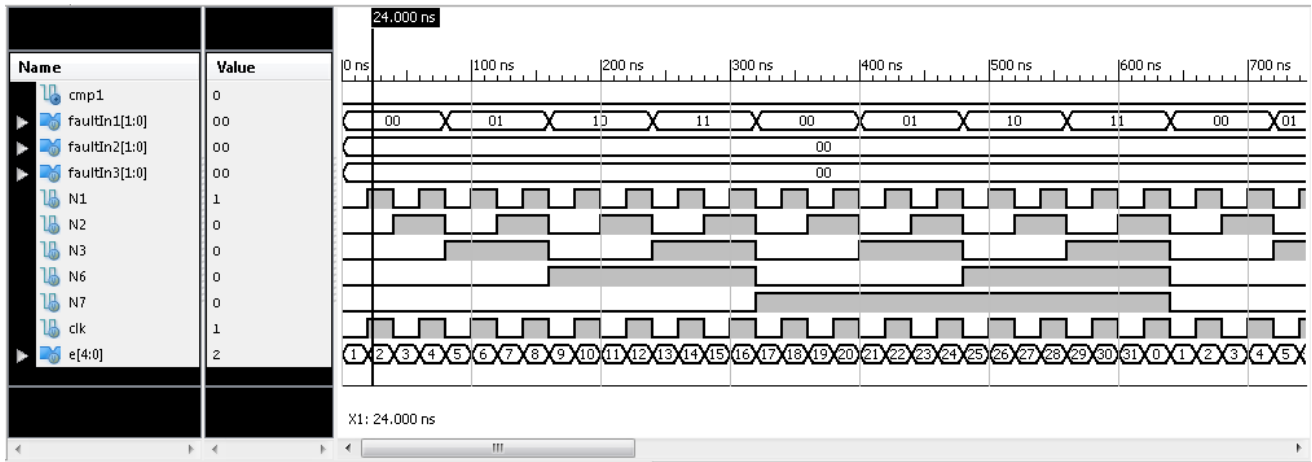 24.000 ns
Name Value 0 ns 100 ns 200 ns 300 ns 400 ns 500 ns 600 ns 700 ns
cmp1 0
faultIn1[1:0] 00 00 01 10 11 00 01 10 11 00 01
faultIn2[1:0] 00 00
faultIn3[1:0] 00 00
N1 1
N2 0
N3 0
N6 0
N7 0
clk 1
e[4:0] 2 1 2 3 4 5 6 7 8 9 10 11 12 13 14 15 16 17 18 19 20 21 22 23 24 25 26 27 28 29 30 31 0 1 2 3 4 5
X1: 24.000 ns